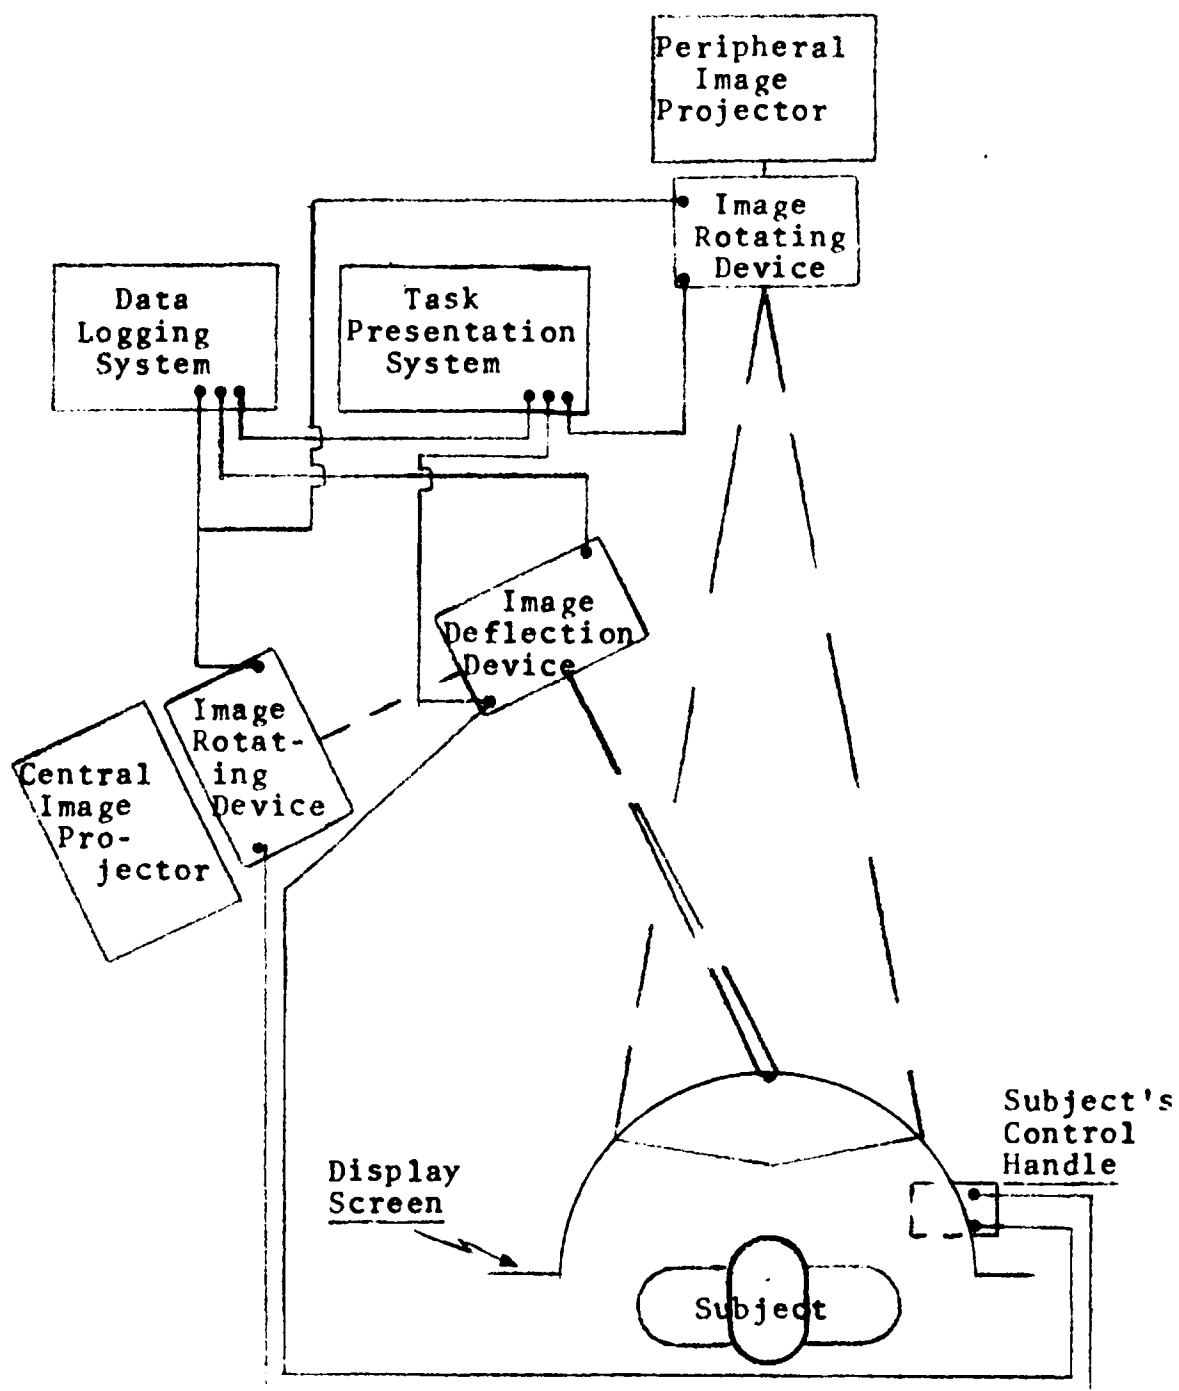 Peripheral
Image
Projector
Image
Rotating
Device
Data
Logging
System
Task
Presentation
System
Image
Deflection
Device
Image
Rotat-
ing
Device
Central
Image
Pro-
jector
Subject's
Control
Handle
Display
Screen
Subject